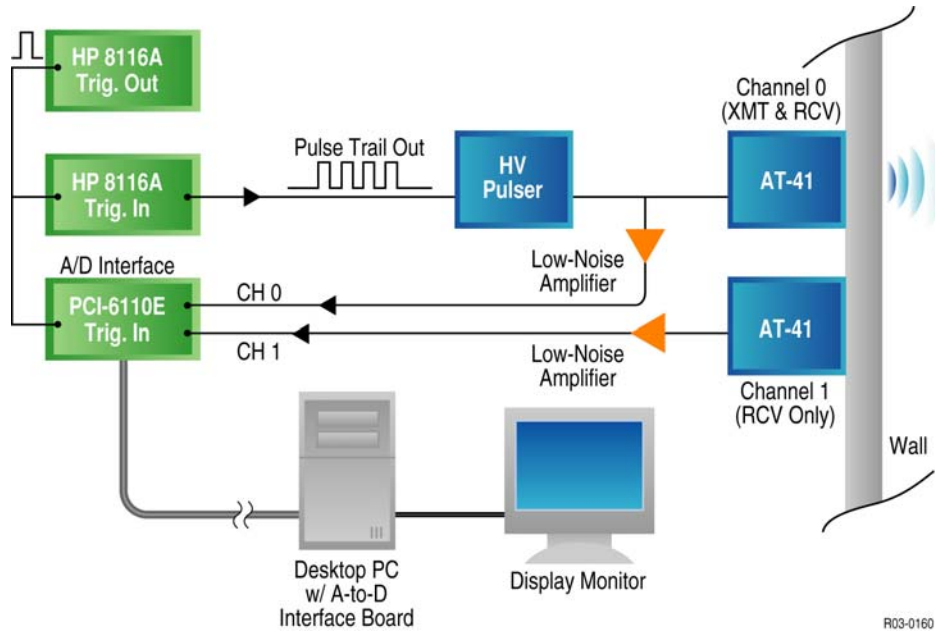 HP 8116A
Trig. Out
Channel 0
(XMT & RCV)
Pulse Trail Out
HV
Pulser
AT-41
HP 8116A
Trig. In
A/D Interface
Low-Noise
Amplifier
PCI-6110E
Trig. In
CH 0
CH 1
AT-41
Low-Noise
Amplifier
Channel 1
(RCV Only)
Wall
Desktop PC
w/ A-to-D
Interface Board
Display Monitor
R03-0160